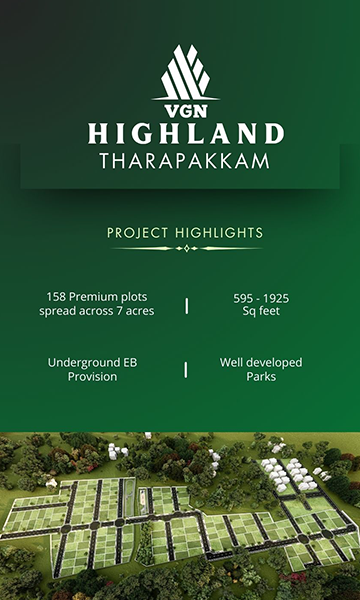 VGN
HIGHLAND
THARAPAKKAM
PROJECT HIGHLIGHTS
158 Premium plots
spread across 7 acres
595 - 1925
Sq feet
Underground EB
Provision
Well developed
Parks